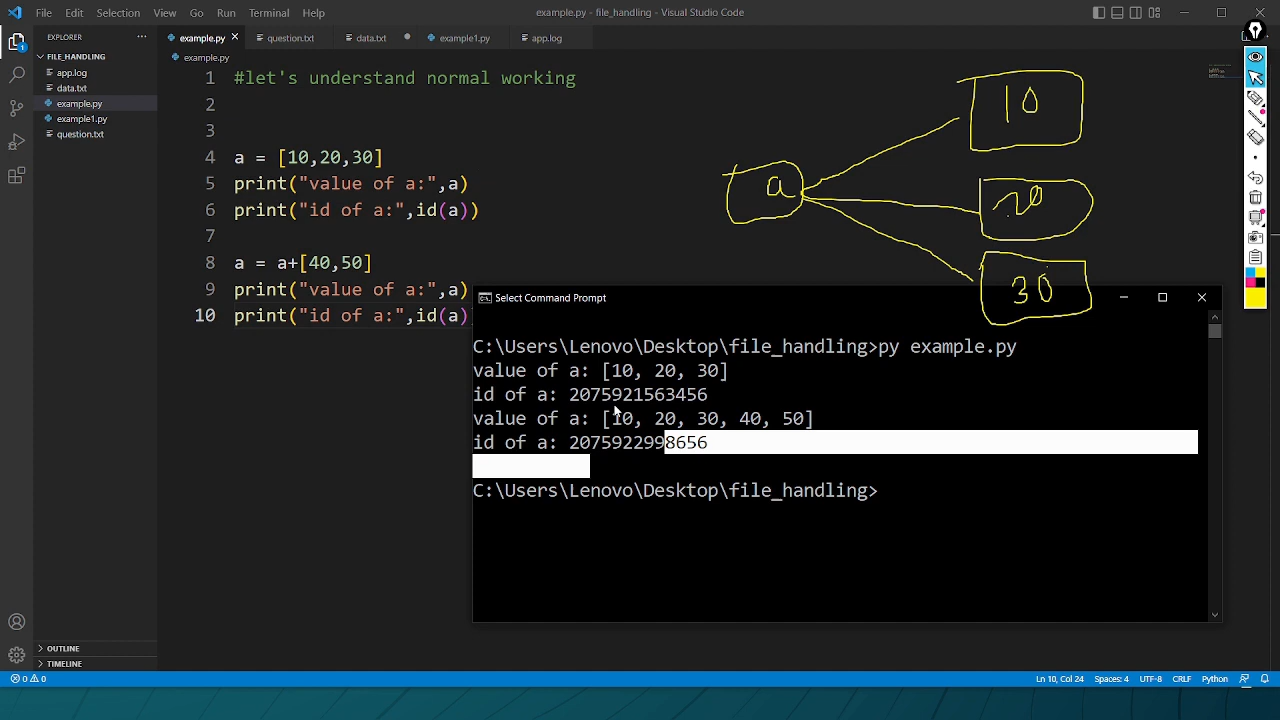 File Edit Selection View Go Run Terminal Help
example.py - file_handling - Visual Studio Code
EXPLORER
example.py question.txt data.txt example1.py app.log
FILE_HANDLING
app.log
data.txt
example.py
example1.py
question.txt
OUTLINE
TIMELINE
example.py
1 #let's understand normal working
2
3
4 a = [10,20,30]
5 print("value of a:",a)
6 print("id of a:",id(a))
7
8 a = a+[40,50]
9 print("value of a:",a)
10 print("id of a:",id(a)
a
10
20
30
Select Command Prompt
C:\Users\Lenovo\Desktop\file_handling>py example.py
value of a: [10, 20, 30]
id of a: 2075921563456
value of a: [10, 20, 30, 40, 50]
id of a: 2075922998656
C:\Users\Lenovo\Desktop\file_handling>
0 0 Ln 10, Col 24 Spaces: 4 UTF-8 CRLF Python